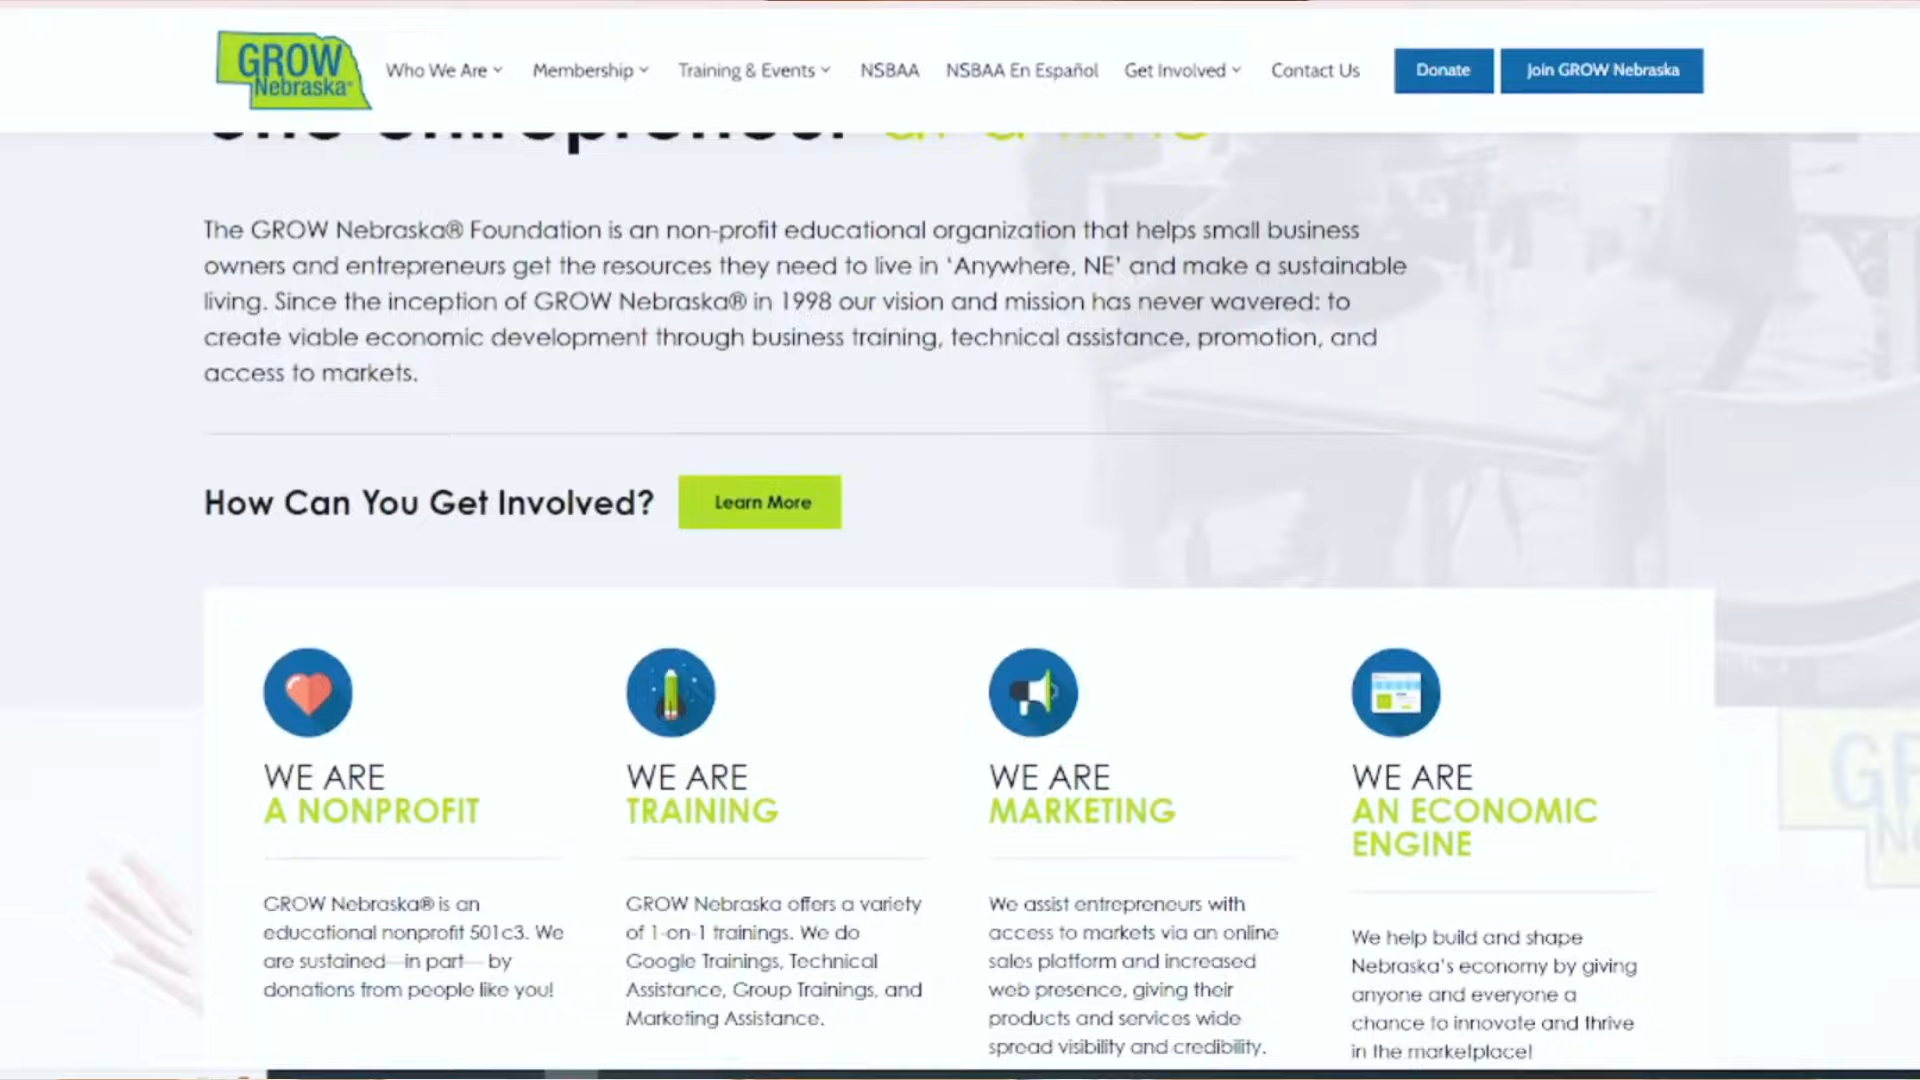 GROW
Nebraska®
Who We Are
Membership
Training & Events
NSBAA
NSBAA En Español
Get Involved
Contact Us
Donate
Join GROW Nebraska
The GROW Nebraska® Foundation is an non-profit educational organization that helps small business
owners and entrepreneurs get the resources they need to live in ‘Anywhere, NE’ and make a sustainable
living. Since the inception of GROW Nebraska® in 1998 our vision and mission has never wavered: to
create viable economic development through business training, technical assistance, promotion, and
access to markets.
How Can You Get Involved?
Learn More
WE ARE
A NONPROFIT
GROW Nebraska® is an
educational nonprofit 501c3. We
are sustained—in part— by
donations from people like you!
WE ARE
TRAINING
GROW Nebraska offers a variety
of 1-on-1 trainings. We do
Google Trainings, Technical
Assistance, Group Trainings, and
Marketing Assistance.
WE ARE
MARKETING
We assist entrepreneurs with
access to markets via an online
sales platform and increased
web presence, giving their
products and services wide
spread visibility and credibility.
WE ARE
AN ECONOMIC
ENGINE
We help build and shape
Nebraska's economy by giving
anyone and everyone a
chance to innovate and thrive
in the marketplace!